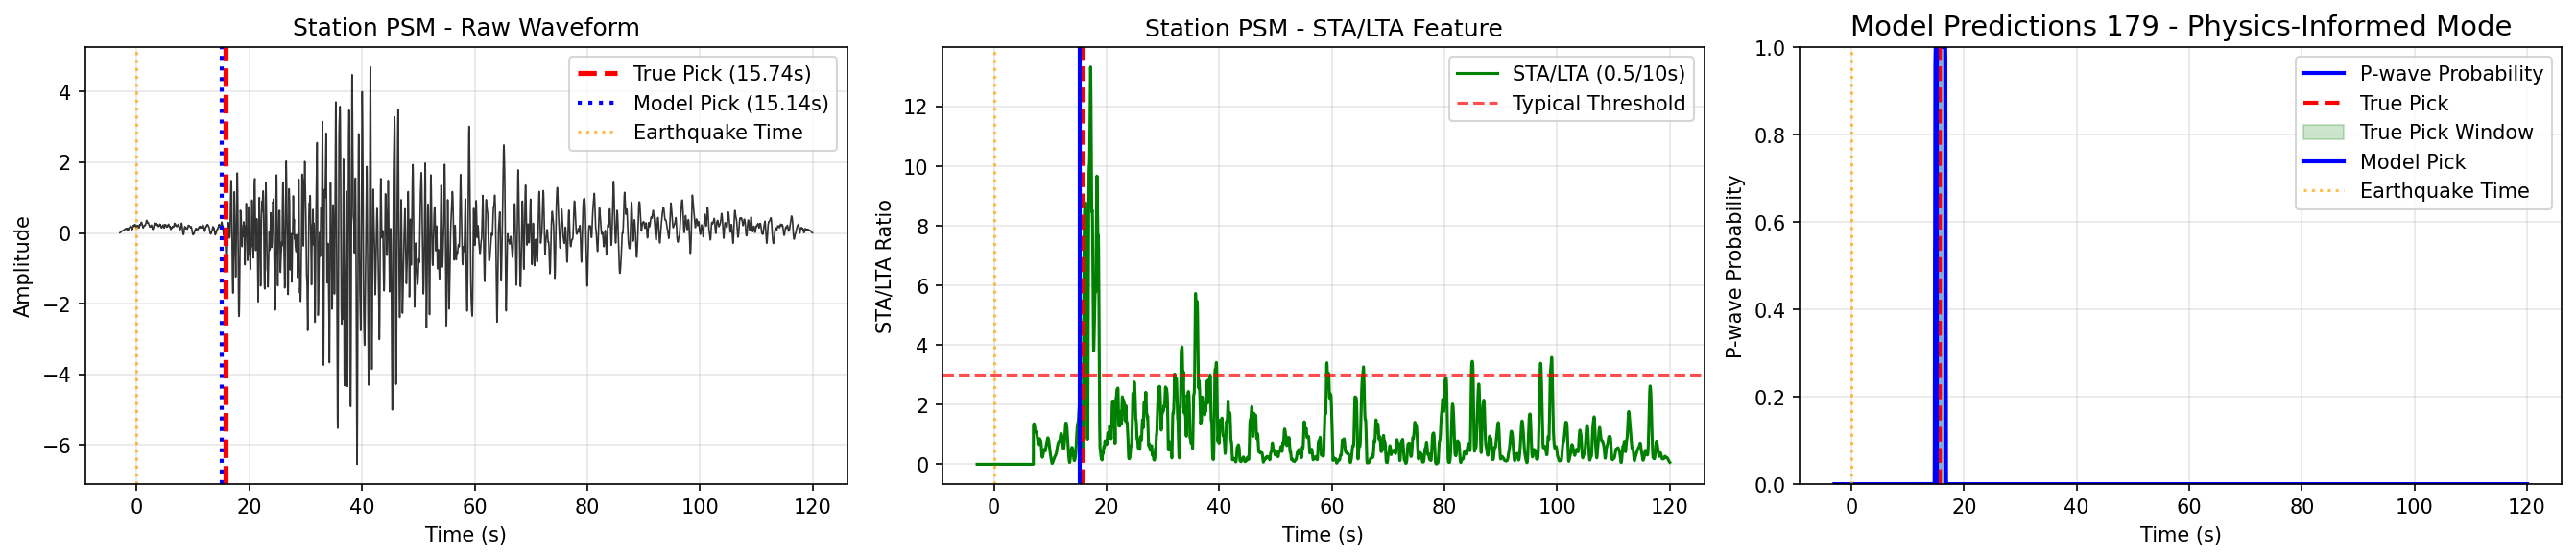 Station PSM - Raw Waveform
Amplitude
4
2
0
−2
−4
−6
True Pick (15.74s)
Model Pick (15.14s)
Earthquake Time
0 20 40 60 80 100 120
Time (s)
Station PSM - STA/LTA Feature
STA/LTA Ratio
12
10
8
6
4
2
0
STA/LTA (0.5/10s)
Typical Threshold
0 20 40 60 80 100 120
Time (s)
Model Predictions 179 - Physics-Informed Mode
P-wave Probability
1.0
0.8
0.6
0.4
0.2
0.0
P-wave Probability
True Pick
True Pick Window
Model Pick
Earthquake Time
0 20 40 60 80 100 120
Time (s)